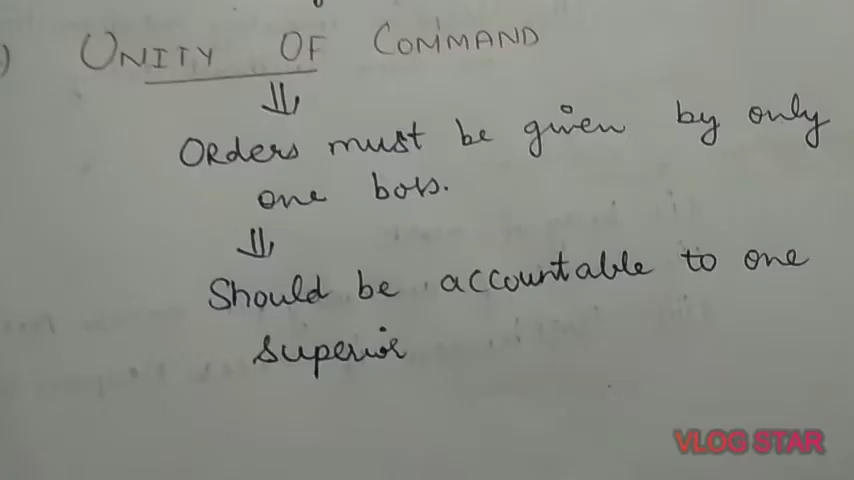 ) UNITY OF COMMAND
Orders must be given by only
one boss.
Should be accountable to one
superior
VLOG STAR